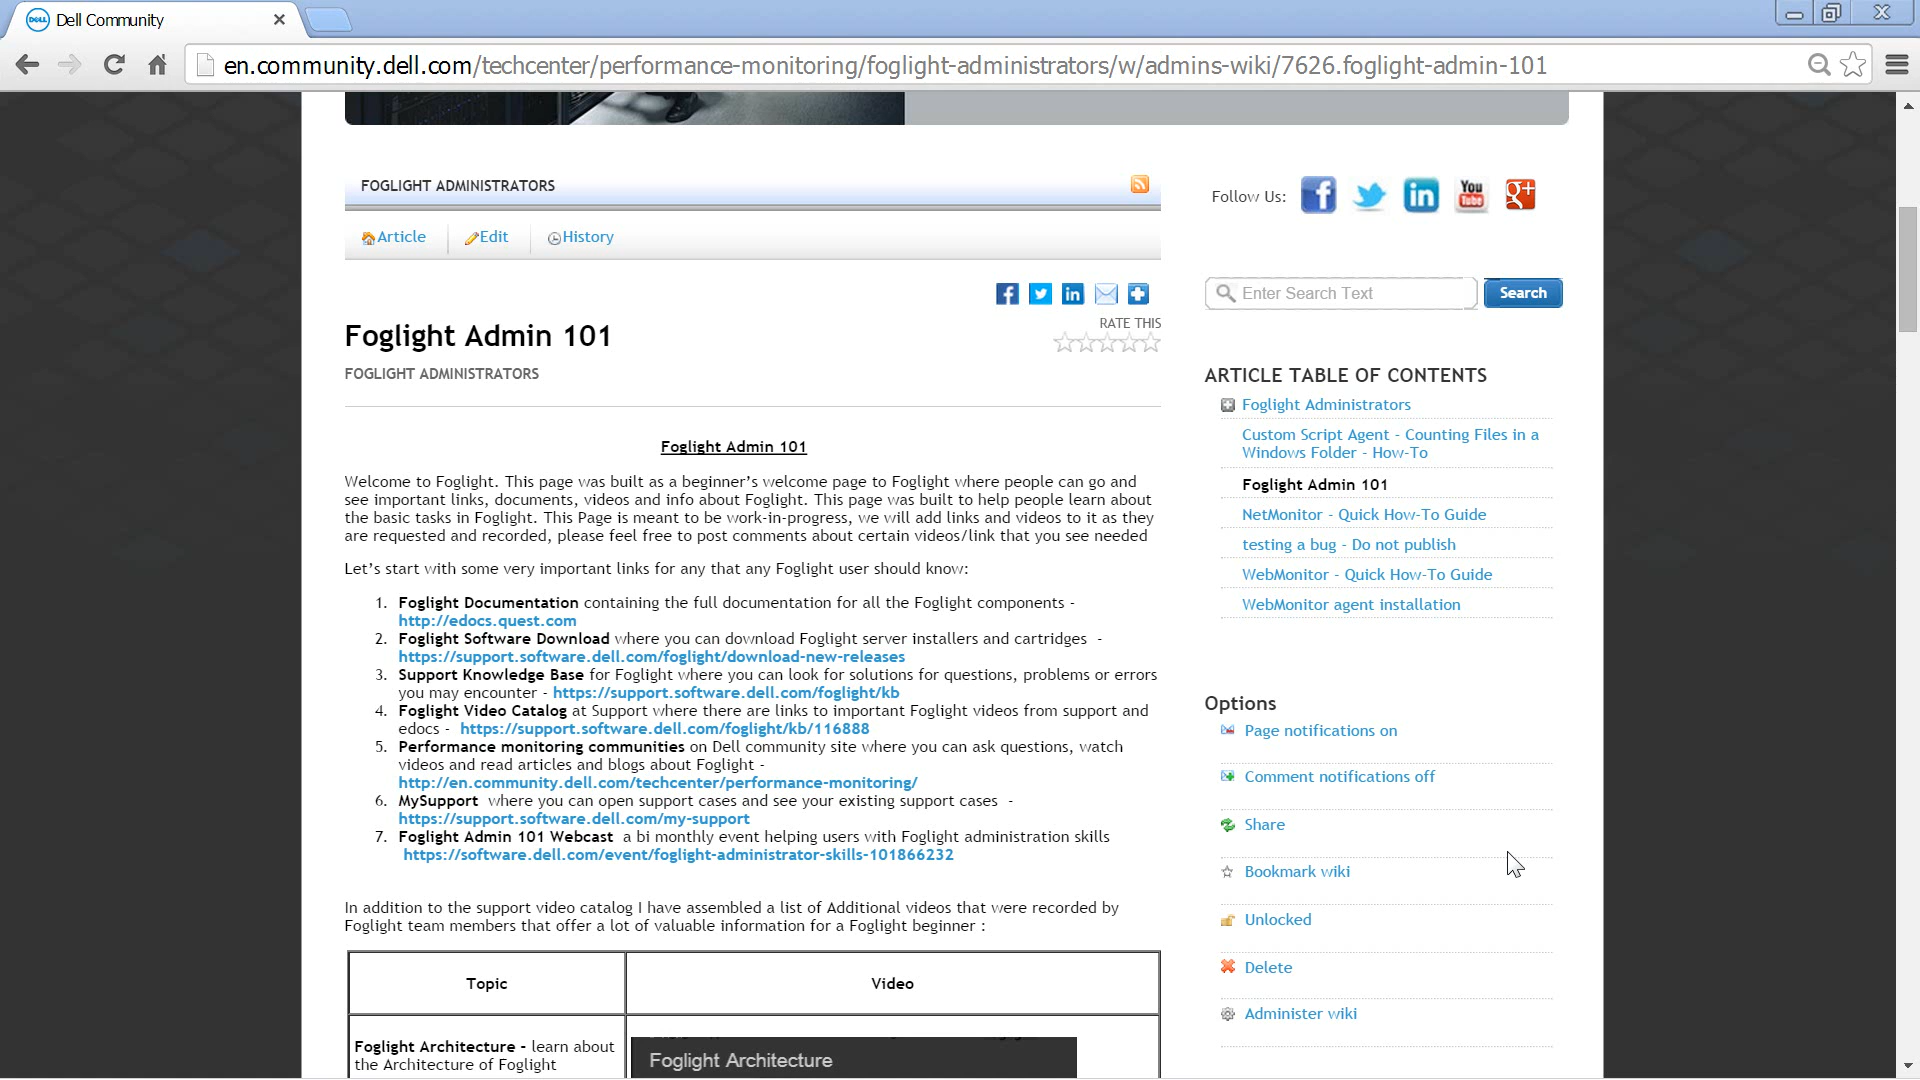 Dell Community
en.community.dell.com/techcenter/performance-monitoring/foglight-administrators/w/admins-wiki/7626.foglight-admin-101
FOGLIGHT ADMINISTRATORS
Article
Edit
History
RATE THIS
Foglight Admin 101
FOGLIGHT ADMINISTRATORS
Foglight Admin 101
Welcome to Foglight. This page was built as a beginner’s welcome page to Foglight where people can go and
see important links, documents, videos and info about Foglight. This page was built to help people learn about
the basic tasks in Foglight. This Page is meant to be work-in-progress, we will add links and videos to it as they
are requested and recorded, please feel free to post comments about certain videos/link that you see needed
Let’s start with some very important links for any that any Foglight user should know:
1. Foglight Documentation containing the full documentation for all the Foglight components -
http://edocs.quest.com
2. Foglight Software Download where you can download Foglight server installers and cartridges -
https://support.software.dell.com/foglight/download-new-releases
3. Support Knowledge Base for Foglight where you can look for solutions for questions, problems or errors
you may encounter - https://support.software.dell.com/foglight/kb
4. Foglight Video Catalog at Support where there are links to important Foglight videos from support and
edocs - https://support.software.dell.com/foglight/kb/116888
5. Performance monitoring communities on Dell community site where you can ask questions, watch
videos and read articles and blogs about Foglight -
http://en.community.dell.com/techcenter/performance-monitoring/
6. MySupport where you can open support cases and see your existing support cases -
https://support.software.dell.com/my-support
7. Foglight Admin 101 Webcast a bi monthly event helping users with Foglight administration skills
https://software.dell.com/event/foglight-administrator-skills-101866232
In addition to the support video catalog I have assembled a list of Additional videos that were recorded by
Foglight team members that offer a lot of valuable information for a Foglight beginner :
Topic
Video
Foglight Architecture - learn about
the Architecture of Foglight
Foglight Architecture
Follow Us:
You
Tube
Enter Search Text
Search
ARTICLE TABLE OF CONTENTS
Foglight Administrators
Custom Script Agent - Counting Files in a
Windows Folder - How-To
Foglight Admin 101
NetMonitor - Quick How-To Guide
testing a bug - Do not publish
WebMonitor - Quick How-To Guide
WebMonitor agent installation
Options
Page notifications on
Comment notifications off
Share
Bookmark wiki
Unlocked
Delete
Administer wiki